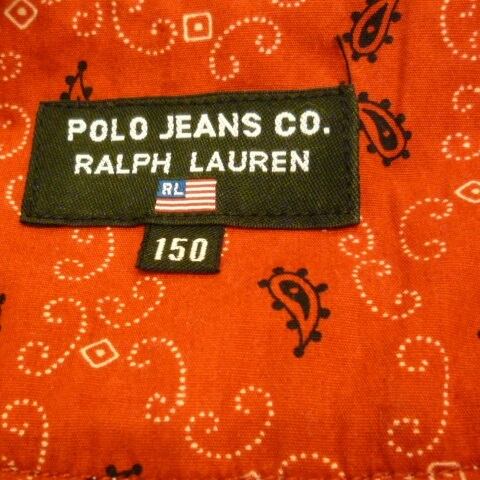 POLO JEANS CO.
RALPH LAUREN
RL
150